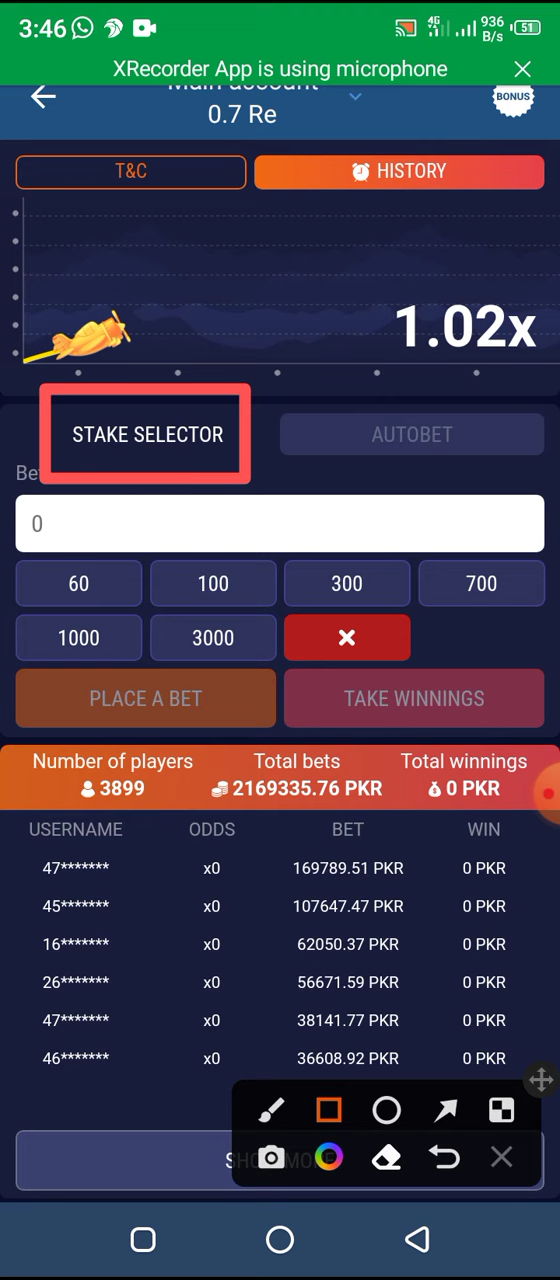 3:46 4G 936 B/s 51
XRecorder App is using microphone
Main account
0.7 Re
BONUS
T&C HISTORY
1.02x
STAKE SELECTOR AUTOBET
Be
0
60 100 300 700
1000 3000
PLACE A BET TAKE WINNINGS
Number of players Total bets Total winnings
3899 2169335.76 PKR 0 PKR
USERNAME ODDS BET WIN
47******* x0 169789.51 PKR 0 PKR
45******* x0 107647.47 PKR 0 PKR
16******* x0 62050.37 PKR 0 PKR
26******* x0 56671.59 PKR 0 PKR
47******* x0 38141.77 PKR 0 PKR
46******* x0 36608.92 PKR 0 PKR